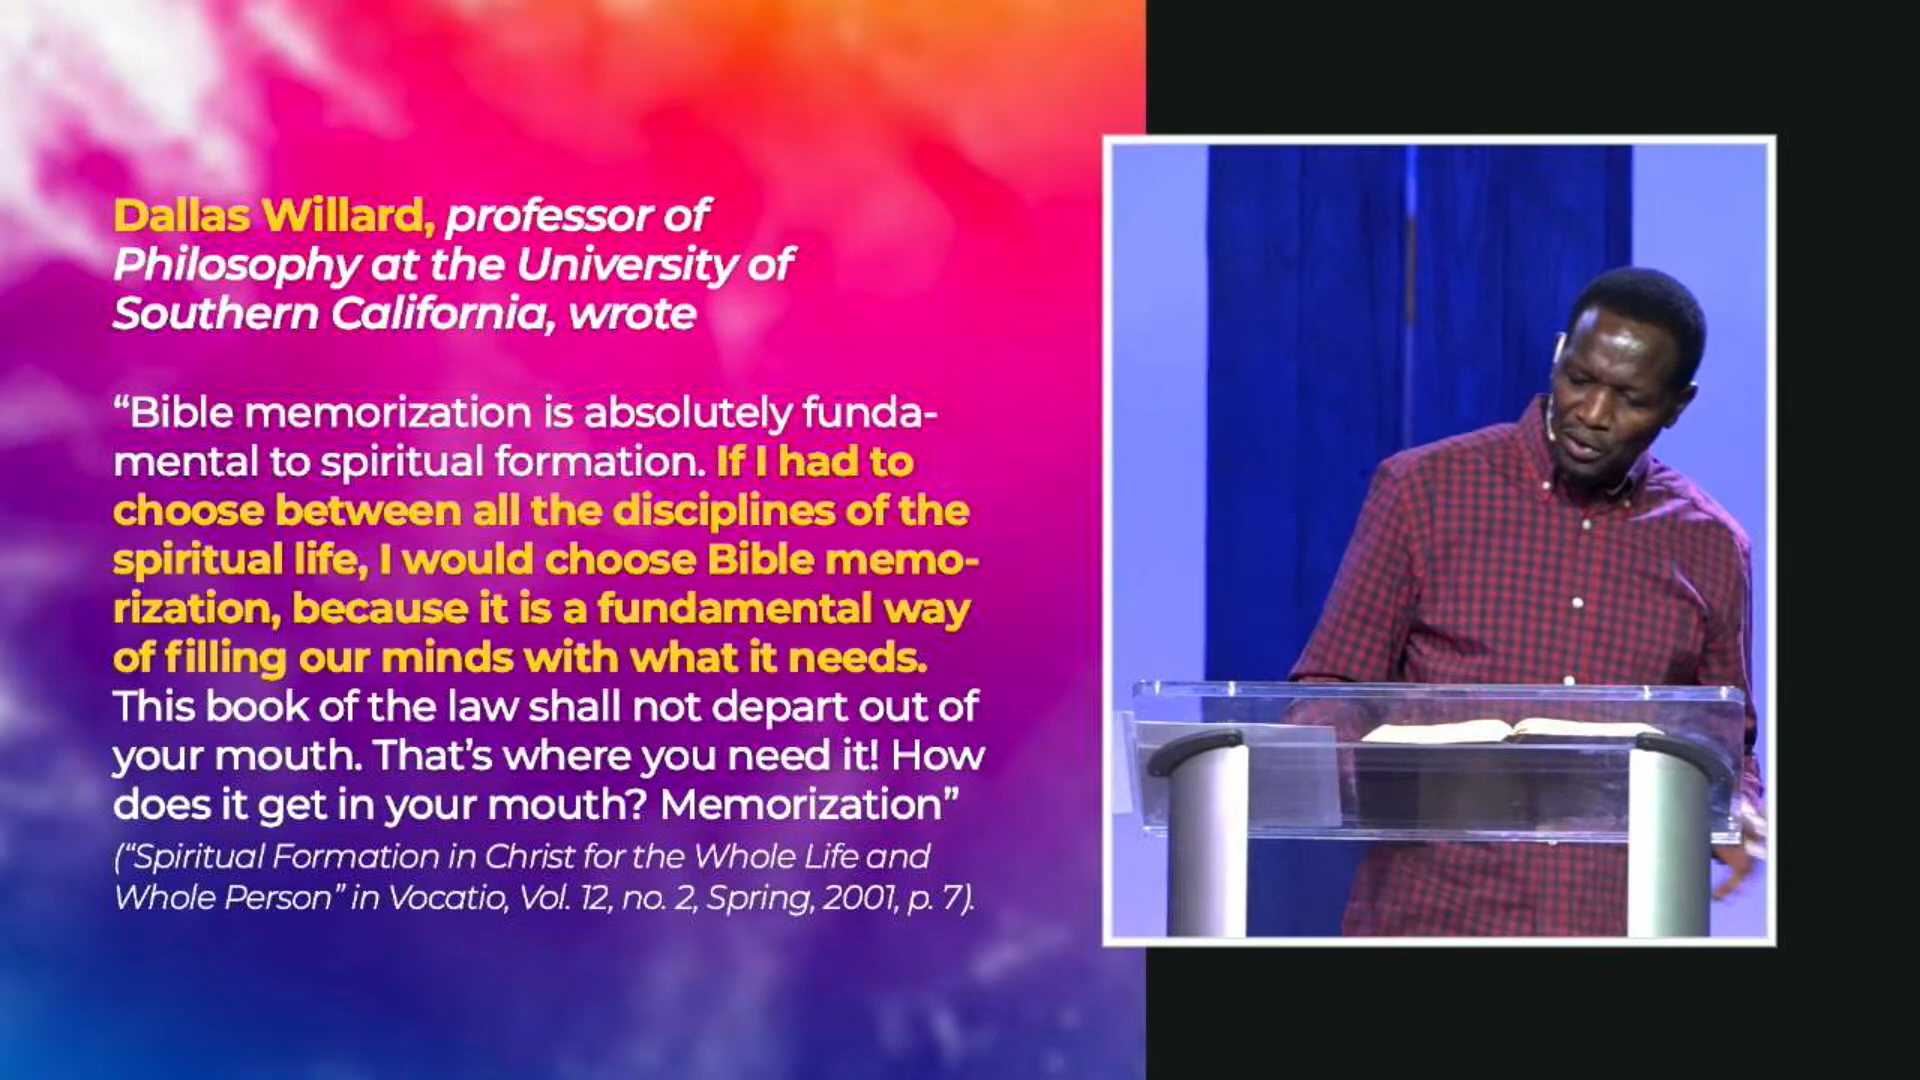 Dallas Willard, professor of
Philosophy at the University of
Southern California, wrote
“Bible memorization is absolutely funda-
mental to spiritual formation. If I had to
choose between all the disciplines of the
spiritual life, I would choose Bible memo-
rization, because it is a fundamental way
of filling our minds with what it needs.
This book of the law shall not depart out of
your mouth. That’s where you need it! How
does it get in your mouth? Memorization”
(“Spiritual Formation in Christ for the Whole Life and
Whole Person” in Vocatio, Vol. 12, no. 2, Spring, 2001, p. 7).